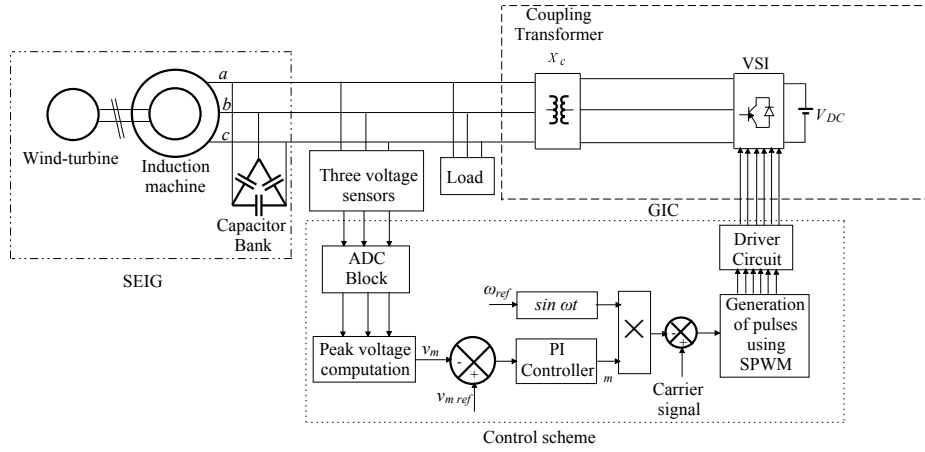 Coupling
Transformer
X c
VSI
V DC
a
b
c
Wind-turbine
Induction
machine
Capacitor
Bank
SEIG
Three voltage
sensors
Load
GIC
ADC
Block
Driver
Circuit
ω ref
sin ωt
Peak voltage
computation
v m
-
+
v m ref
PI
Controller
m
-
+
Carrier
signal
Generation
of pulses
using
SPWM
Control scheme